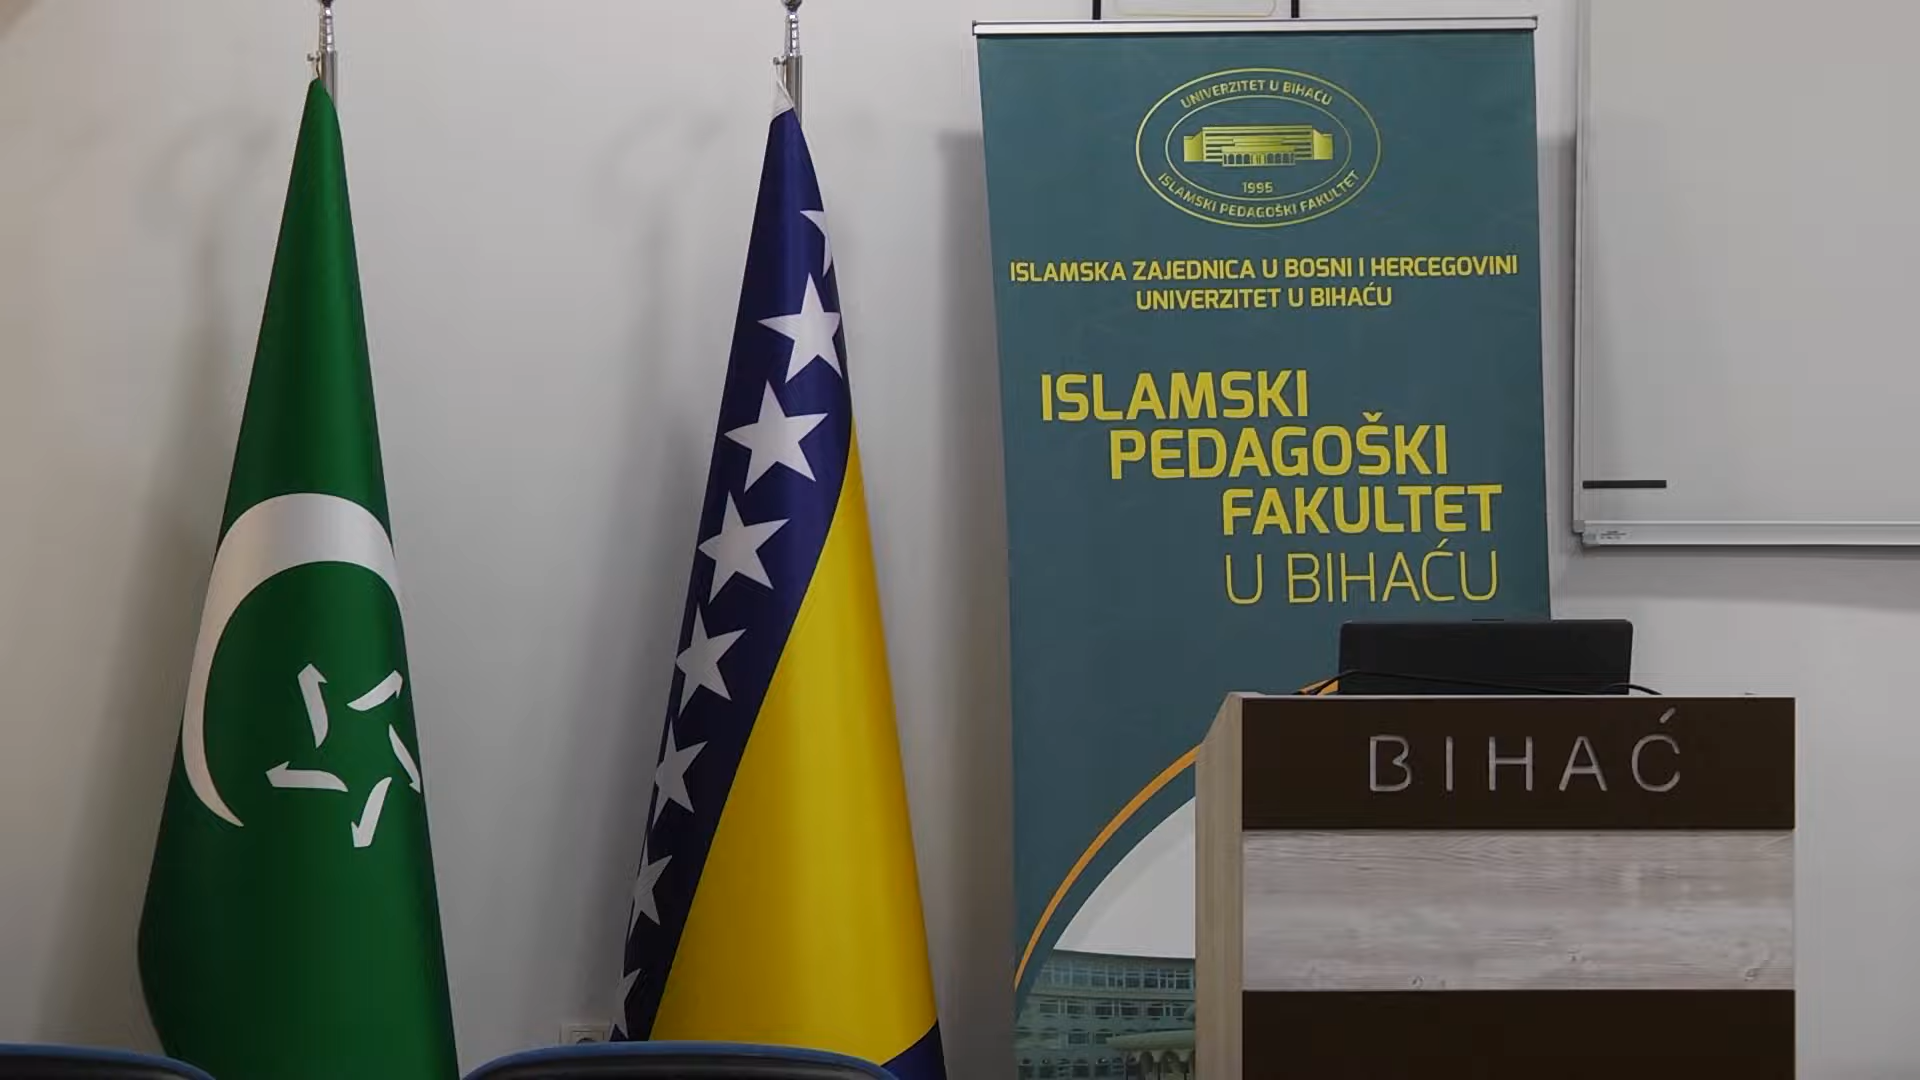 UNIVERZITET U BIHAĆU
1995
ISLAMSKI PEDAGOŠKI FAKULTET
ISLAMSKA ZAJEDNICA U BOSNI I HERCEGOVINI
UNIVERZITET U BIHAĆU
ISLAMSKI
PEDAGOŠKI
FAKULTET
U BIHAĆU
BIHAĆ